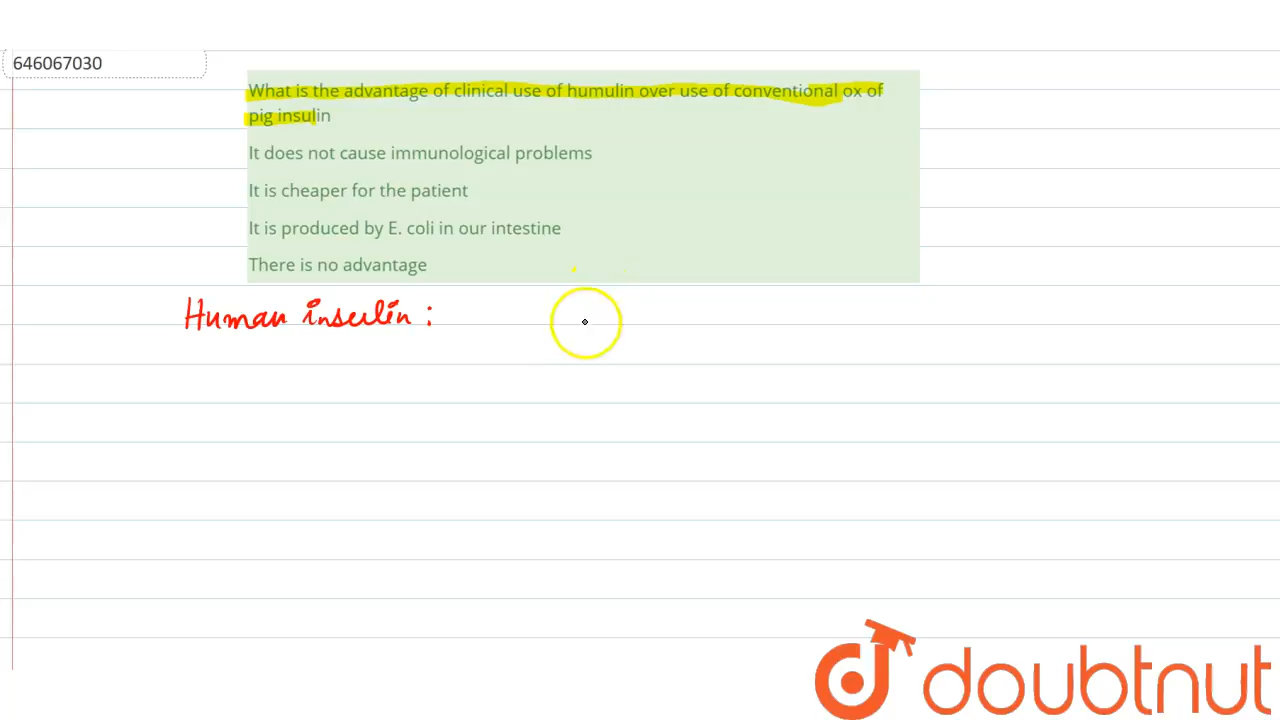 646067030
What is the advantage of clinical use of humulin over use of conventional ox of
pig insulin
It does not cause immunological problems
It is cheaper for the patient
It is produced by E. coli in our intestine
There is no advantage
Human insulin :
doubtnut